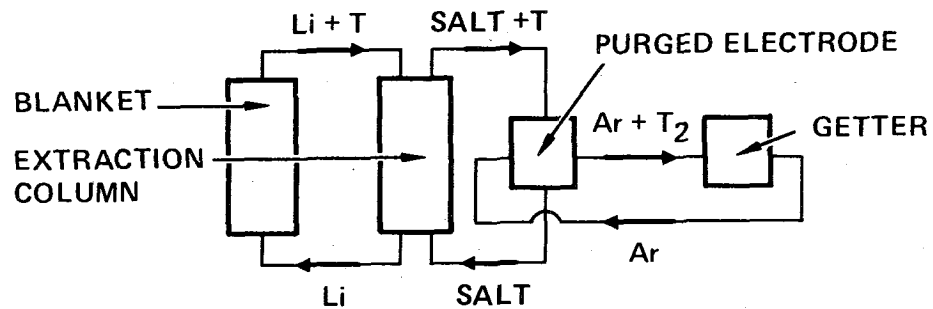 Li + T
SALT +T
PURGED ELECTRODE
BLANKET
Ar + T₂
GETTER
EXTRACTION
COLUMN
Ar
Li
SALT